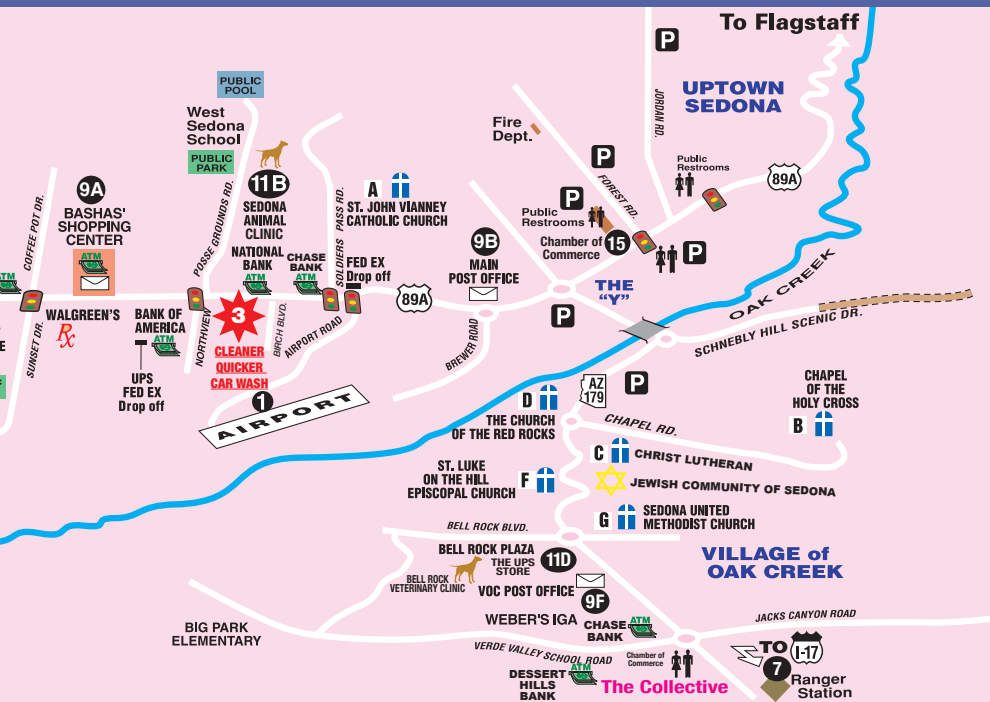 To Flagstaff
P
UPTOWN
SEDONA
JORDAN RD.
PUBLIC
POOL
West
Sedona
School
PUBLIC
PARK
Fire
Dept.
P
FOREST RD.
Public
Restrooms
89A
9A
BASHAS'
SHOPPING
CENTER
ATM
COFFEE POT DR.
POSSE GROUNDS RD.
11B
SEDONA
ANIMAL
CLINIC
NATIONAL
BANK
ATM
CHASE
BANK
ATM
SOLDIERS PASS RD.
A
ST. JOHN VIANNEY
CATHOLIC CHURCH
FED EX
Drop off
89A
9B
MAIN
POST OFFICE
P
Public
Restrooms
Chamber of
Commerce
15
P
THE
"Y"
P
OAK CREEK
SCHNEBLY HILL SCENIC DR.
ATM
WALGREEN'S
Rx
SUNSET DR.
BANK OF
AMERICA
ATM
UPS
FED EX
Drop off
NORTHVIEW
3
CLEANER
QUICKER
CAR WASH
BIRCH BLVD.
AIRPORT ROAD
1
AIRPORT
BREWER ROAD
AZ
179
P
D
THE CHURCH
OF THE RED ROCKS
CHAPEL RD.
CHAPEL
OF THE
HOLY CROSS
B
C
CHRIST LUTHERAN
ST. LUKE
ON THE HILL
EPISCOPAL CHURCH
F
JEWISH COMMUNITY OF SEDONA
G
SEDONA UNITED
METHODIST CHURCH
BELL ROCK BLVD.
VILLAGE of
OAK CREEK
BELL ROCK PLAZA
THE UPS
STORE
11D
BELL ROCK
VETERINARY CLINIC
VOC POST OFFICE
9F
WEBER'S IGA
CHASE
BANK
ATM
JACKS CANYON ROAD
BIG PARK
ELEMENTARY
VERDE VALLEY SCHOOL ROAD
DESSERT
HILLS
BANK
ATM
Chamber of
Commerce
The Collective
TO
I-17
7
Ranger
Station